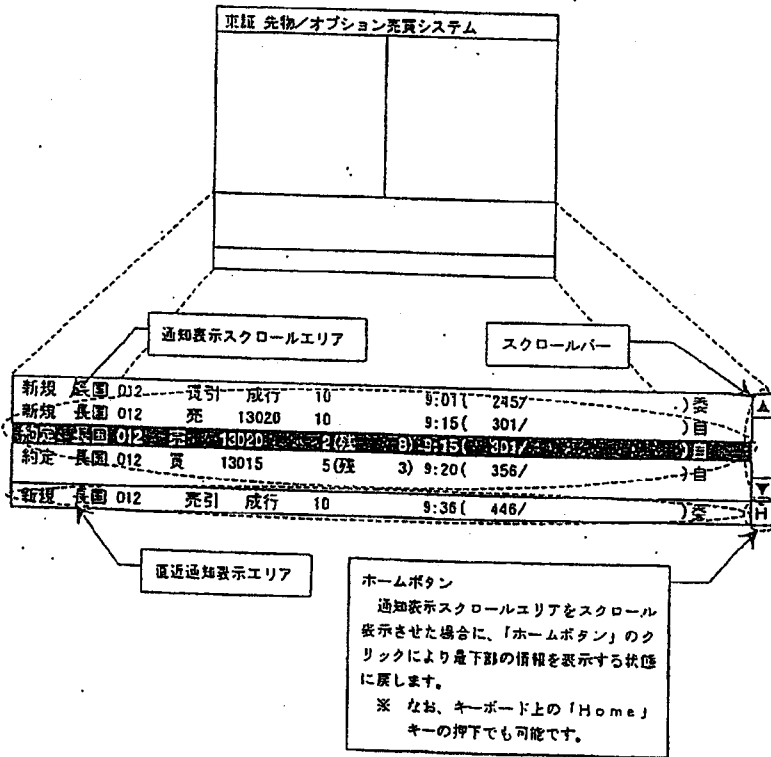 東証 先物/オプション売買システム
通知表示スクロールエリア
スクロールバー
新規 長国 012 成行 10 9:01( 245/ )委
新規 長国 012 売 13020 10 9:15( 301/ )自
約定 長国 012 売 13020 2(残 8) 9:15( 301/ )自
約定 長国 012 買 13015 5(残 3) 9:20( 356/ )自
新規 長国 012 売引 成行 10 9:36( 446/ )委
H
直近通知表示エリア
ホームボタン
通知表示スクロールエリアをスクロール
表示させた場合に、「ホームボタン」のク
リックにより最下部の情報を表示する状態
に戻します。
※ なお、キーボード上の「Home」
キーの押下でも可能です。